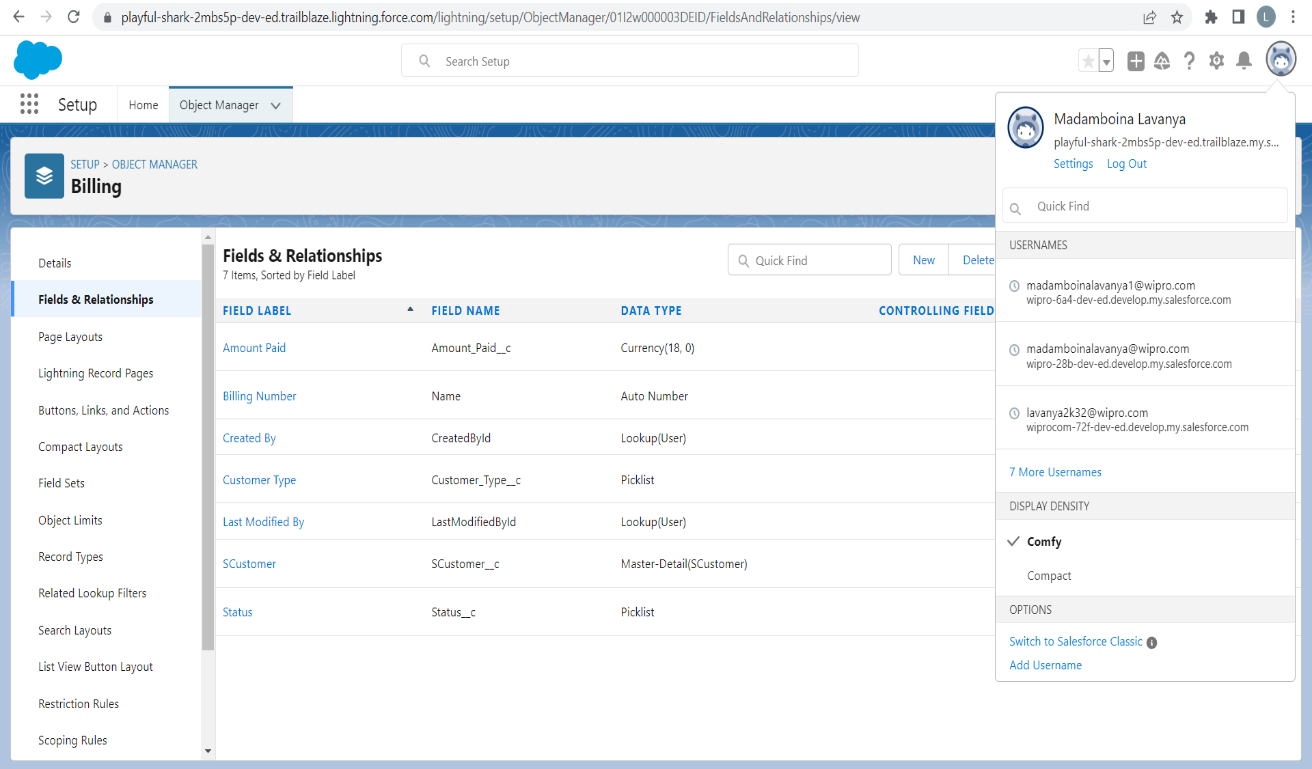 playful-shark-2mbs5p-dev-ed.trailblaze.lightning.force.com/lightning/setup/ObjectManager/01I2w000003DEID/FieldsAndRelationships/view
L
Search Setup
Setup
Home
Object Manager
SETUP > OBJECT MANAGER
Billing
Details
Fields & Relationships
Page Layouts
Lightning Record Pages
Buttons, Links, and Actions
Compact Layouts
Field Sets
Object Limits
Record Types
Related Lookup Filters
Search Layouts
List View Button Layout
Restriction Rules
Scoping Rules
Fields & Relationships
7 Items, Sorted by Field Label
Quick Find
New
Delete
FIELD LABEL FIELD NAME DATA TYPE CONTROLLING FIELD
Amount Paid Amount_Paid__c Currency(18, 0)
Billing Number Name Auto Number
Created By CreatedById Lookup(User)
Customer Type Customer_Type__c Picklist
Last Modified By LastModifiedById Lookup(User)
SCustomer SCustomer__c Master-Detail(SCustomer)
Status Status__c Picklist
Madamboina Lavanya
playful-shark-2mbs5p-dev-ed.trailblaze.my.s...
Settings Log Out
Quick Find
USERNAMES
madamboinalavanya1@wipro.com
wipro-6a4-dev-ed.develop.my.salesforce.com
madamboinalavanya@wipro.com
wipro-28b-dev-ed.develop.my.salesforce.com
lavanya2k32@wipro.com
wiprocom-72f-dev-ed.develop.my.salesforce.com
7 More Usernames
DISPLAY DENSITY
Comfy
Compact
OPTIONS
Switch to Salesforce Classic
Add Username